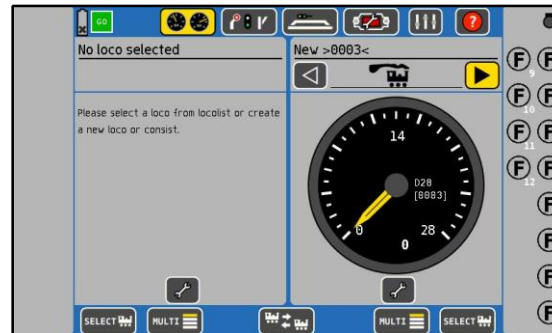 GO
?
No loco selected
New >0003<
Please select a loco from locolist or create
a new loco or consist.
14
D28
[0003]
0
28
0
SELECT
MULTI
MULTI
SELECT
F F
9
F F
10
F F
11
F F
12
F
F
F
F